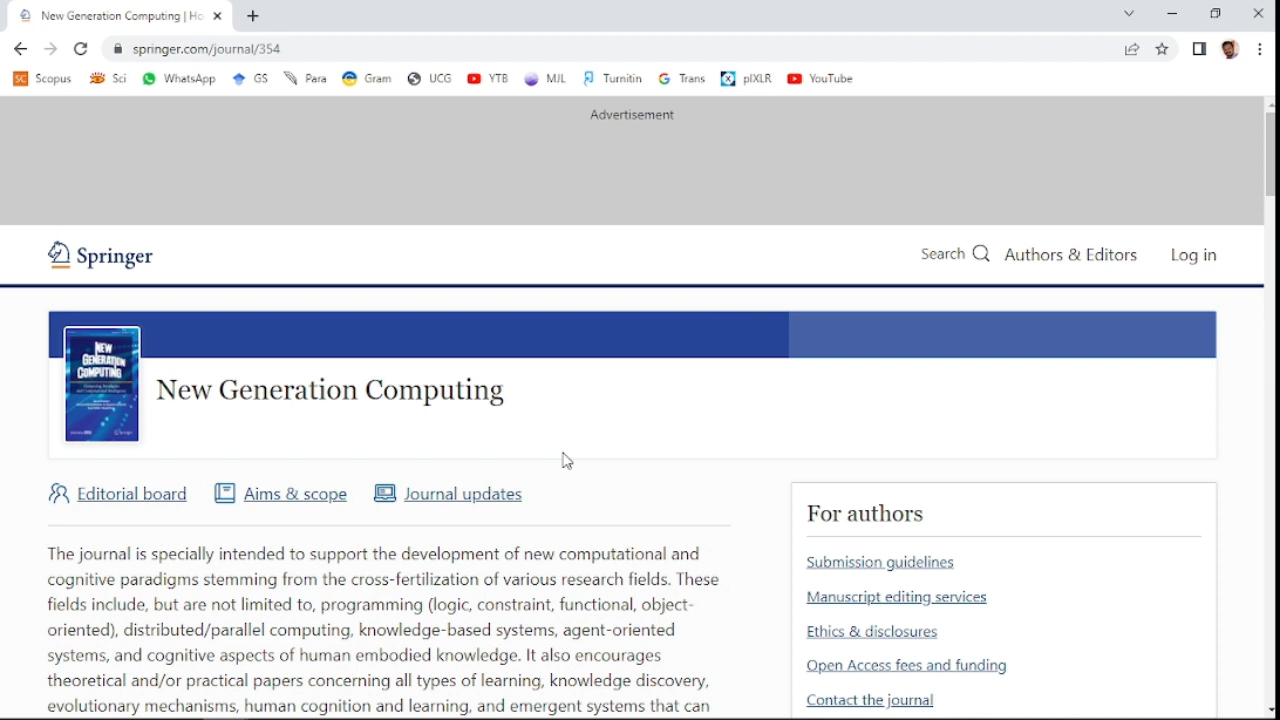 New Generation Computing | Ho
springer.com/journal/354
Scopus Sci WhatsApp GS Para Gram UCG YTB MJL Turnitin Trans pIXLR YouTube
Advertisement
Springer
Search Authors & Editors Log in
NEW
GENERATION
COMPUTING
New Generation Computing
Editorial board Aims & scope Journal updates
The journal is specially intended to support the development of new computational and
cognitive paradigms stemming from the cross-fertilization of various research fields. These
fields include, but are not limited to, programming (logic, constraint, functional, object-
oriented), distributed/parallel computing, knowledge-based systems, agent-oriented
systems, and cognitive aspects of human embodied knowledge. It also encourages
theoretical and/or practical papers concerning all types of learning, knowledge discovery,
evolutionary mechanisms, human cognition and learning, and emergent systems that can
For authors
Submission guidelines
Manuscript editing services
Ethics & disclosures
Open Access fees and funding
Contact the journal